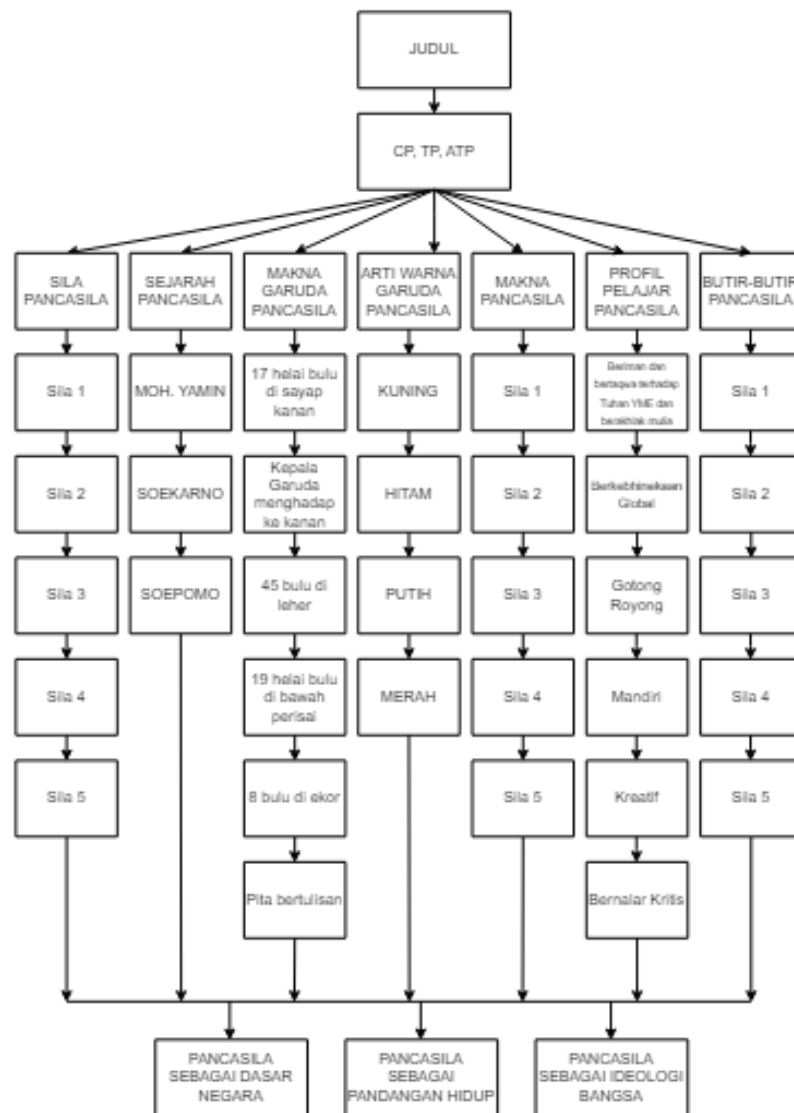 JUDUL
CP, TP, ATP
SILA
PANCASILA
SEJARAH
PANCASILA
MAKNA
GARUDA
PANCASILA
ARTI WARNA
GARUDA
PANCASILA
MAKNA
PANCASILA
PROFIL
PELAJAR
PANCASILA
BUTIR-BUTIR
PANCASILA
Sila 1
MOH. YAMIN
17 helai bulu
di sayap
kanan
KUNING
Sila 1
Beriman dan
bertaqwa terhadap
Tuhan YME dan
berakhlak mulia
Sila 1
Sila 2
SOEKARNO
Kepala
Garuda
menghadap
ke kanan
HITAM
Sila 2
Berkebhinekaan
Global
Sila 2
Sila 3
SOEPOMO
45 bulu di
leher
PUTIH
Sila 3
Gotong
Royong
Sila 3
Sila 4
19 helai bulu
di bawah
perisai
MERAH
Sila 4
Mandiri
Sila 4
Sila 5
8 bulu di ekor
Sila 5
Kreatif
Sila 5
Pita bertulisan
Bernalar Kritis
PANCASILA
SEBAGAI DASAR
NEGARA
PANCASILA
SEBAGAI
PANDANGAN HIDUP
PANCASILA
SEBAGAI IDEOLOGI
BANGSA